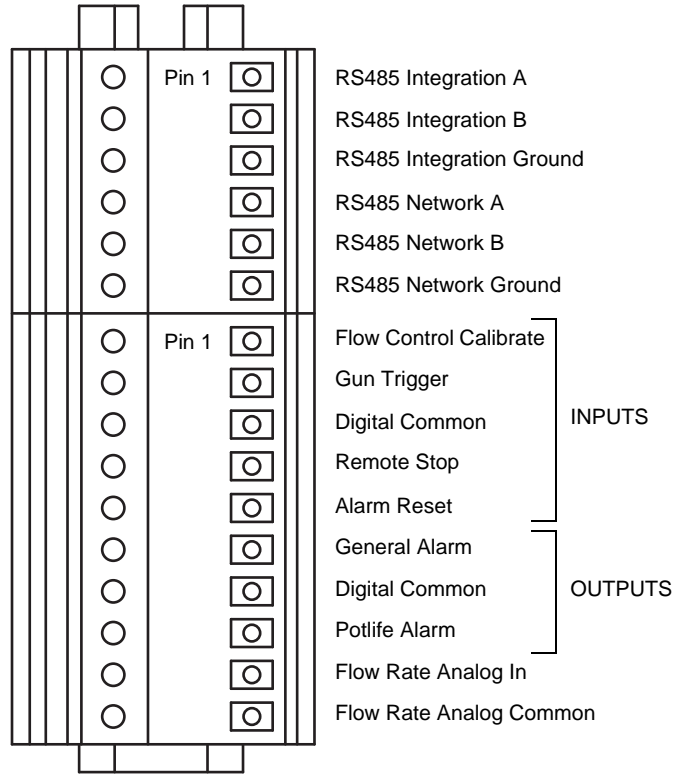 Pin 1 RS485 Integration A
RS485 Integration B
RS485 Integration Ground
RS485 Network A
RS485 Network B
RS485 Network Ground
Pin 1 Flow Control Calibrate
Gun Trigger
Digital Common
Remote Stop
Alarm Reset
INPUTS
General Alarm
Digital Common
Potlife Alarm
OUTPUTS
Flow Rate Analog In
Flow Rate Analog Common